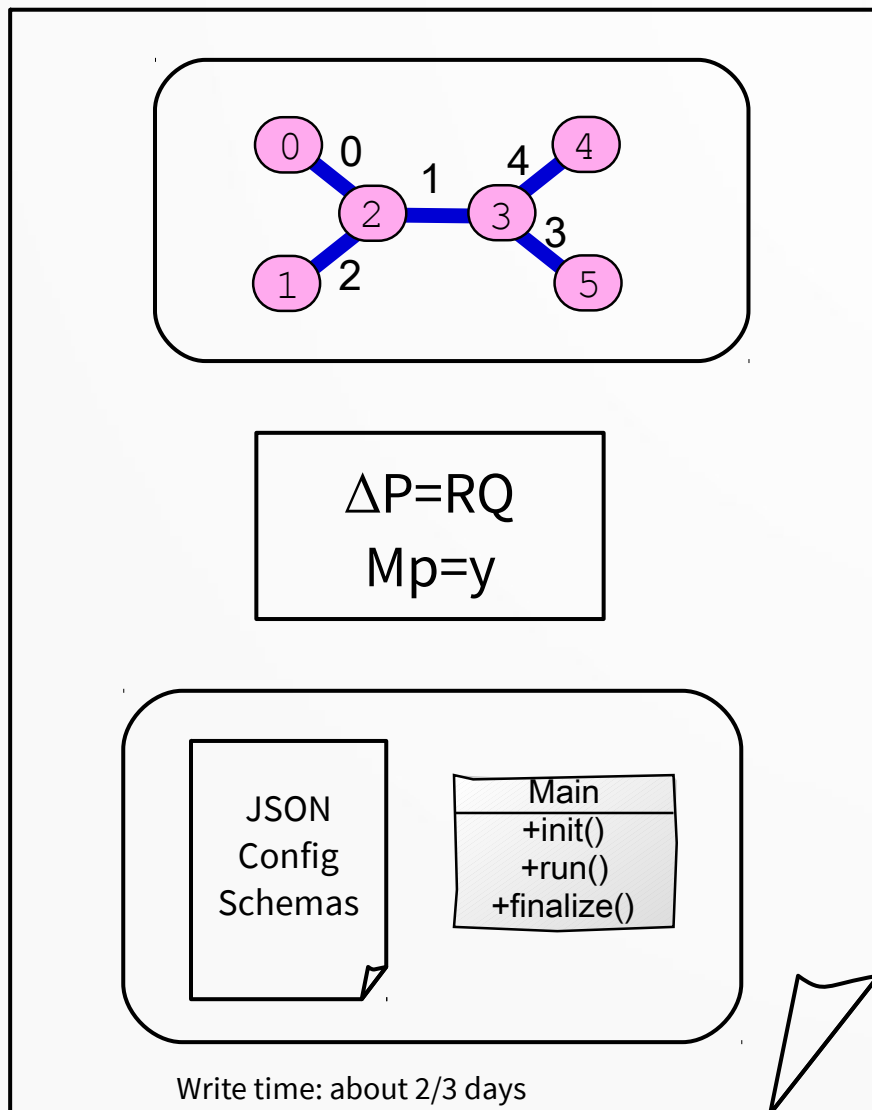 0 0 4 4
1
2 3
3
1 2 5
ΔP=RQ
Mp=y
JSON
Config
Schemas
Main
+init()
+run()
+finalize()
Write time: about 2/3 days